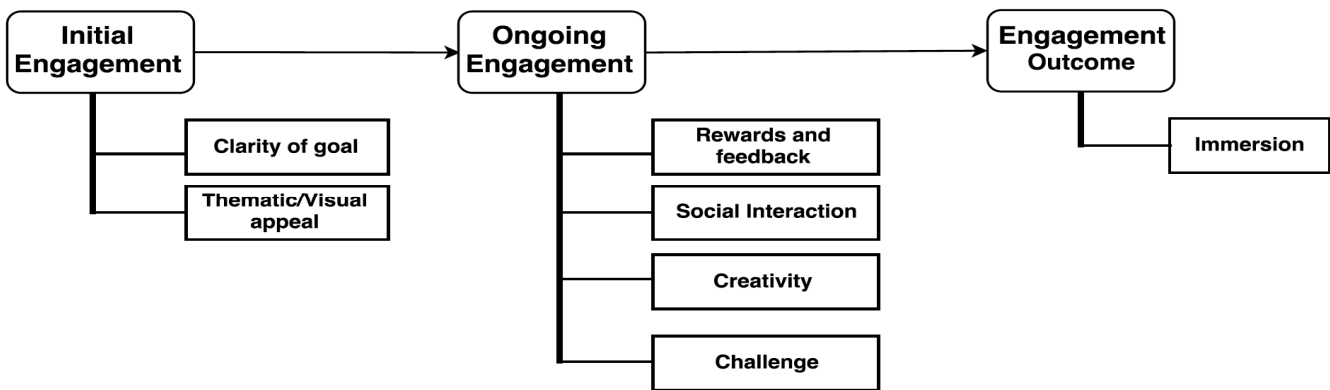 Initial
Engagement
Ongoing
Engagement
Engagement
Outcome
Clarity of goal
Thematic/Visual
appeal
Rewards and
feedback
Social Interaction
Creativity
Challenge
Immersion